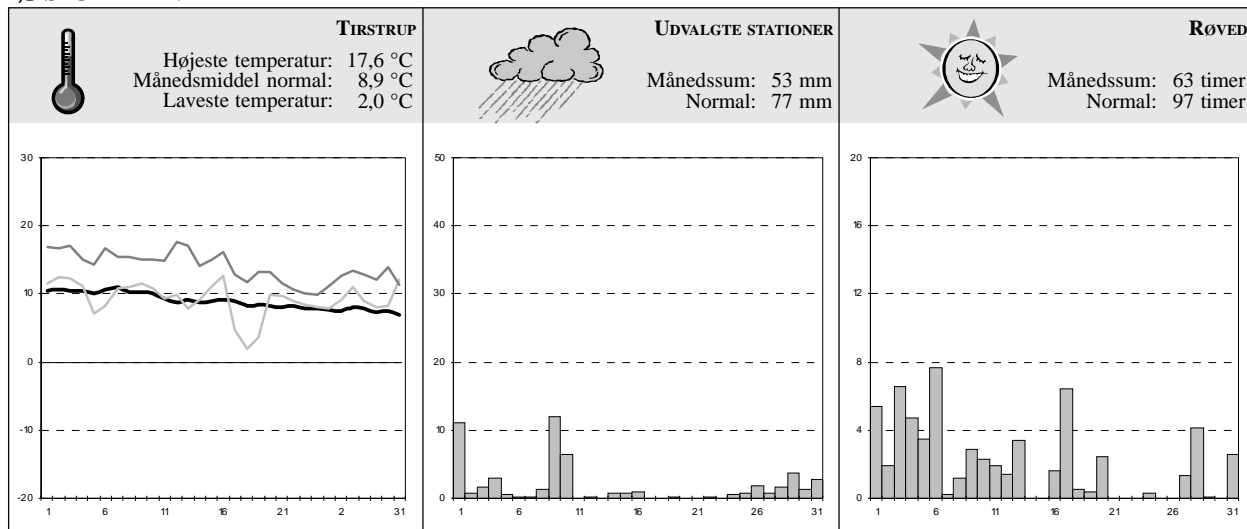 TIRSTRUP
Højeste temperatur: 17,6 °C
Månedsmiddel normal: 8,9 °C
Laveste temperatur: 2,0 °C
UDVALGTE STATIONER
Månedssum: 53 mm
Normal: 77 mm
RØVED
Månedssum: 63 timer
Normal: 97 timer
30
20
10
0
-10
-20
1 6 11 16 21 2 31
50
40
30
20
10
0
1 6 11 16 21 26 31
20
16
12
8
4
0
1 6 11 16 21 26 31